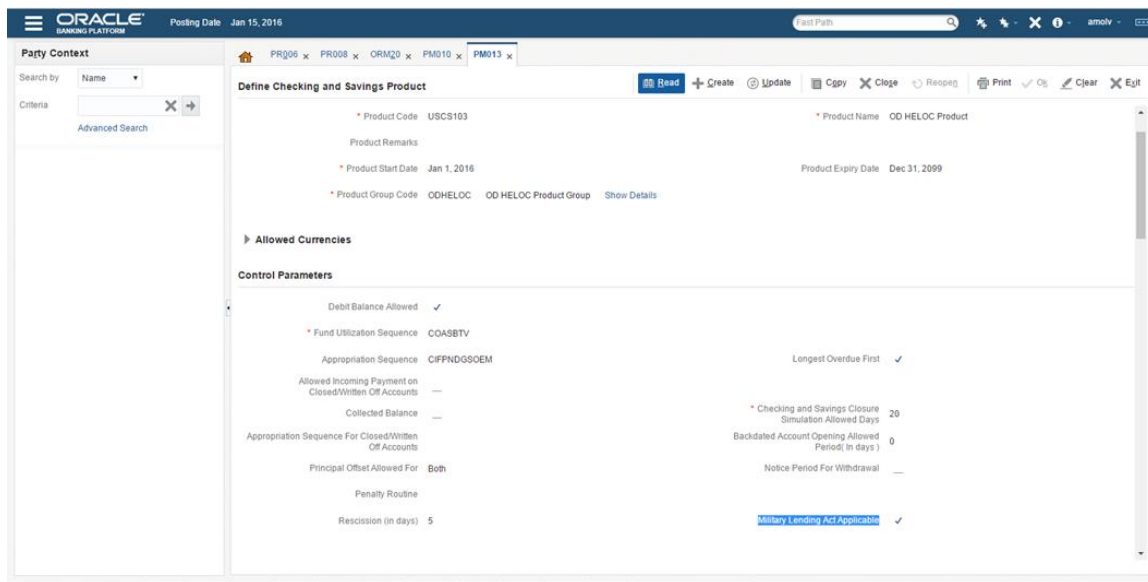 ORACLE
BANKING PLATFORM
Posting Date Jan 15, 2016
Fast Path
amolv
Party Context
PR006 PR008 ORM20 PM010 PM013
Search by Name
Criteria
Advanced Search
Define Checking and Savings Product
Read Create Update Copy Close Reopen Print Ok Clear Exit
* Product Code USCS103
* Product Name OD HELOC Product
Product Remarks
* Product Start Date Jan 1, 2016
Product Expiry Date Dec 31, 2099
* Product Group Code ODHELOC OD HELOC Product Group Show Details
Allowed Currencies
Control Parameters
Debit Balance Allowed
* Fund Utilization Sequence COASBTV
Appropriation Sequence CIFPNDGSOEM
Longest Overdue First
Allowed Incoming Payment on
Closed/Written Off Accounts
Collected Balance
* Checking and Savings Closure
Simulation Allowed Days 20
Appropriation Sequence For Closed/Written
Off Accounts
Backdated Account Opening Allowed
Period( In days ) 0
Principal Offset Allowed For Both
Notice Period For Withdrawal
Penalty Routine
Rescission (in days) 5
Military Lending Act Applicable